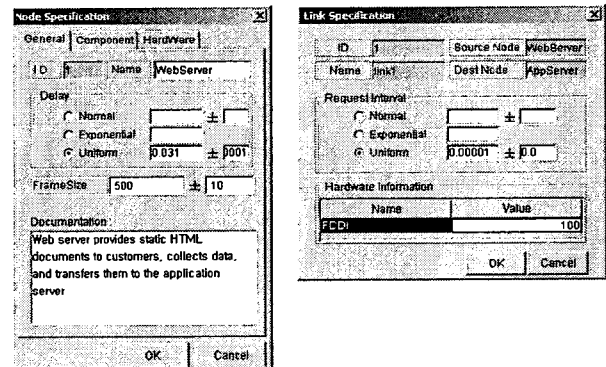 Node Specification
General Component HardWare
ID 1 Name WebServer
Delay
Normal ±
Exponential
Uniform 0.031 ± 0001
FrameSize 500 ± 10
Documentation
Web server provides static HTML
documents to customers, collects data,
and transfers them to the application
server
OK Cancel
Link Specification
ID 1 Source Node WebServer
Name link1 Dest Node AppServer
Request Interval
Normal ±
Exponential
Uniform 0.00001 ± 0.0
Hardware Information
Name Value
FCDI 100
OK Cancel